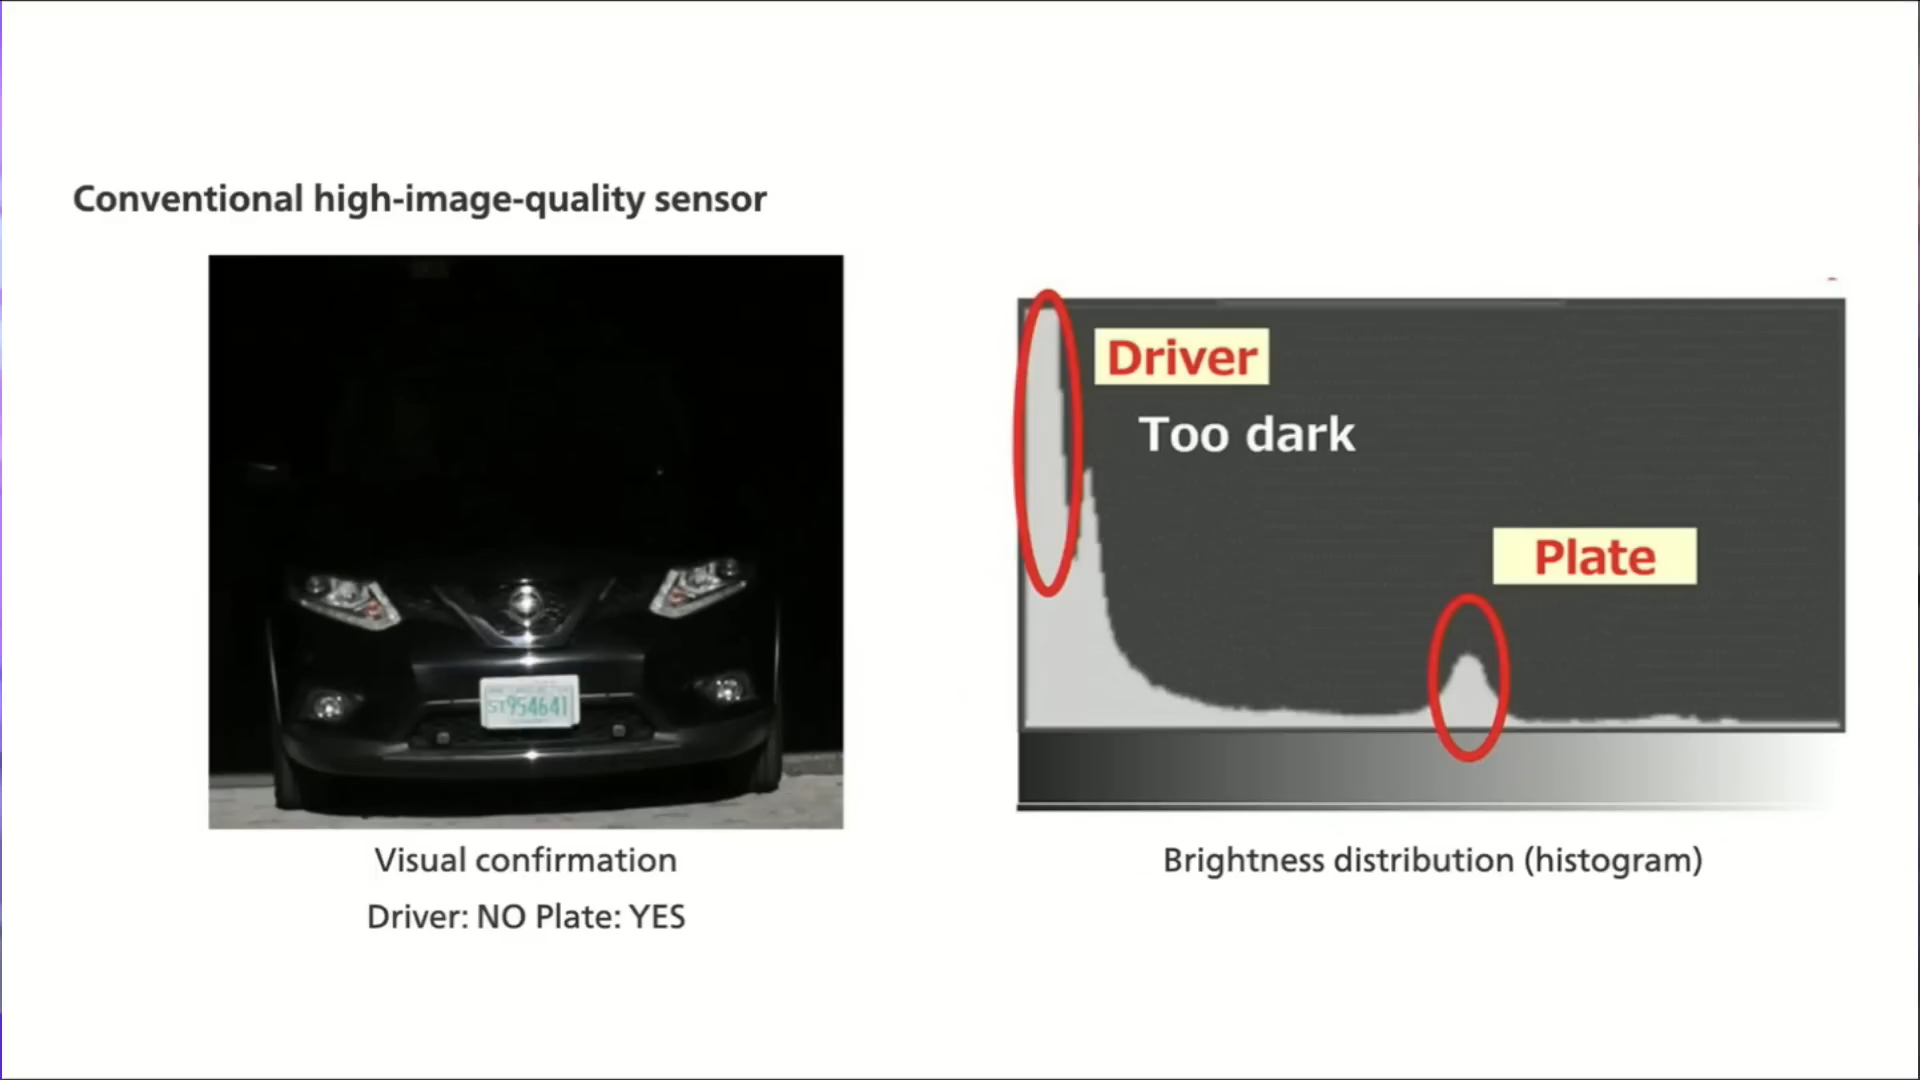 Conventional high-image-quality sensor
Driver
Too dark
Plate
ST954641
Visual confirmation
Driver: NO Plate: YES
Brightness distribution (histogram)